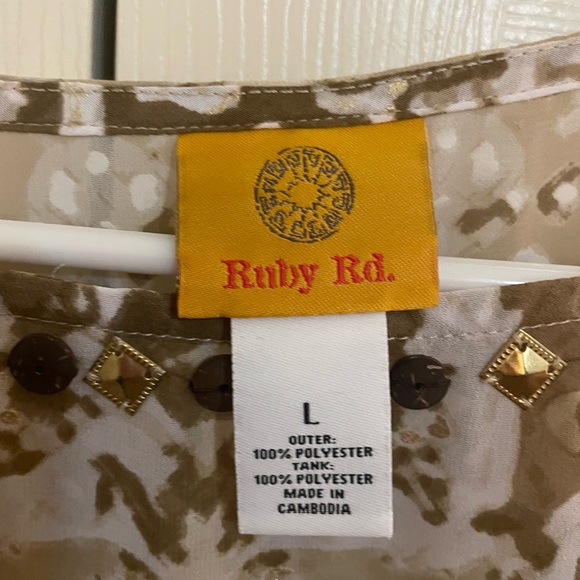 Ruby Rd.
L
OUTER:
100% POLYESTER
TANK:
100% POLYESTER
MADE IN
CAMBODIA